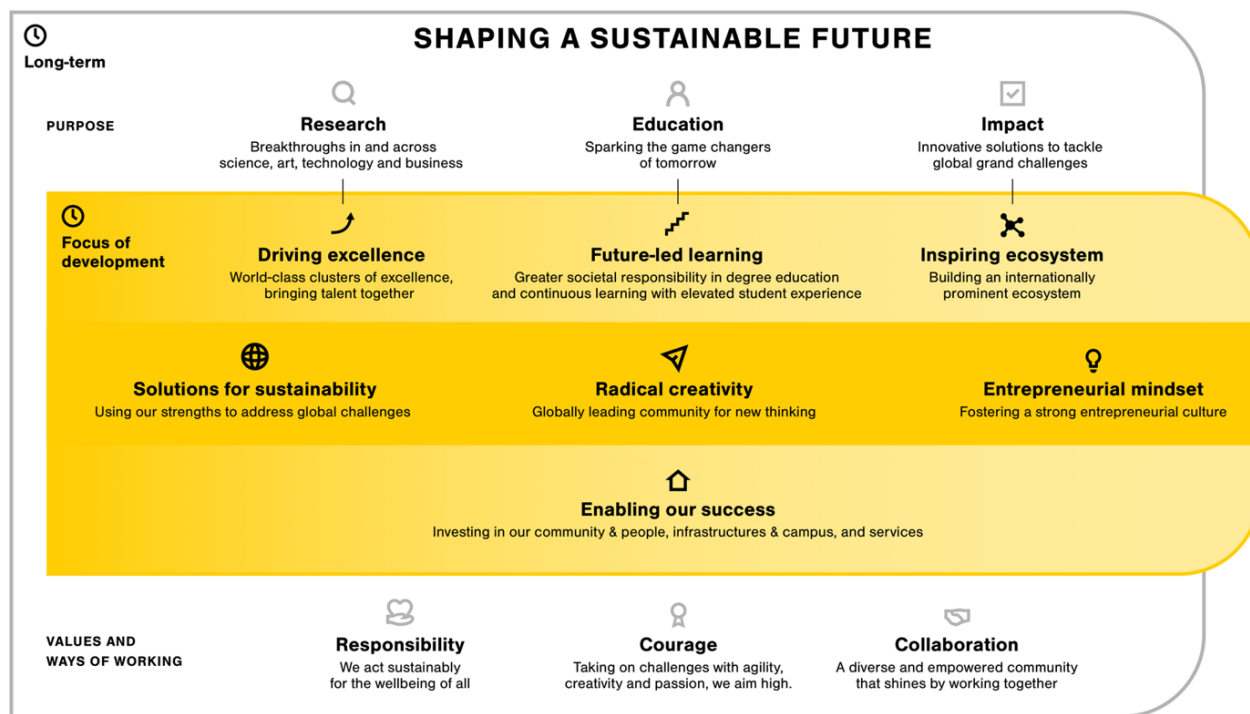 SHAPING A SUSTAINABLE FUTURE
Long-term
PURPOSE
Research
Breakthroughs in and across
science, art, technology and business
Education
Sparking the game changers
of tomorrow
Impact
Innovative solutions to tackle
global grand challenges
Focus of
development
Driving excellence
World-class clusters of excellence,
bringing talent together
Future-led learning
Greater societal responsibility in degree education
and continuous learning with elevated student experience
Inspiring ecosystem
Building an internationally
prominent ecosystem
Solutions for sustainability
Using our strengths to address global challenges
Radical creativity
Globally leading community for new thinking
Entrepreneurial mindset
Fostering a strong entrepreneurial culture
Enabling our success
Investing in our community & people, infrastructures & campus, and services
VALUES AND
WAYS OF WORKING
Responsibility
We act sustainably
for the wellbeing of all
Courage
Taking on challenges with agility,
creativity and passion, we aim high.
Collaboration
A diverse and empowered community
that shines by working together